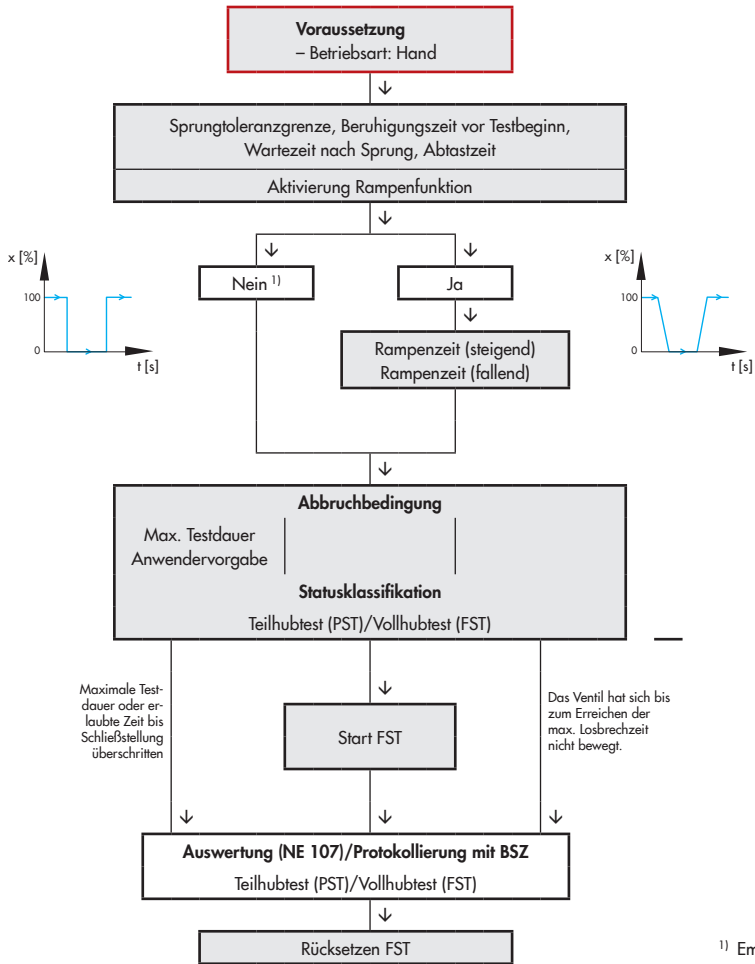 Voraussetzung
– Betriebsart: Hand
Sprungtoleranzgrenze, Beruhigungszeit vor Testbeginn,
Wartezeit nach Sprung, Abtastzeit
Aktivierung Rampenfunktion
x [%]
100
0
t [s]
Nein 1)
Ja
x [%]
100
0
t [s]
Rampenzeit (steigend)
Rampenzeit (fallend)
Abbruchbedingung
Max. Testdauer
Anwendervorgabe
Statusklassifikation
Teilhubtest (PST)/Vollhubtest (FST)
Maximale Test-
dauer oder er-
laubte Zeit bis
Schließstellung
überschritten
Start FST
Das Ventil hat sich bis
zum Erreichen der
max. Losbrechzeit
nicht bewegt.
Auswertung (NE 107)/Protokollierung mit BSZ
Teilhubtest (PST)/Vollhubtest (FST)
Rücksetzen FST
1)